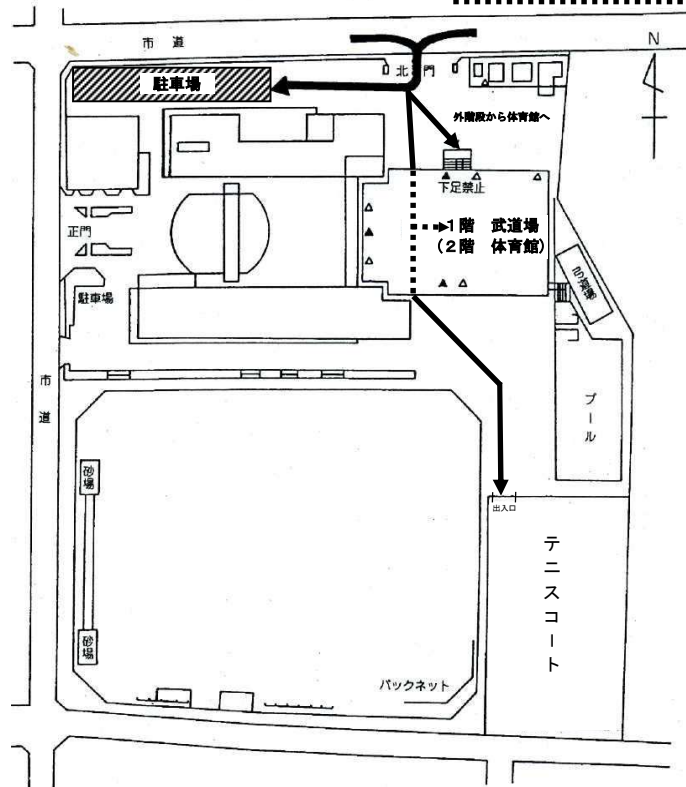 市 道
N
北 門
駐車場
外階段から体育館へ
下足禁止
1階 武道場
(2階 体育館)
正門
駐車場
市道
プール
砂場
出入口
テニスコート
砂場
バックネット